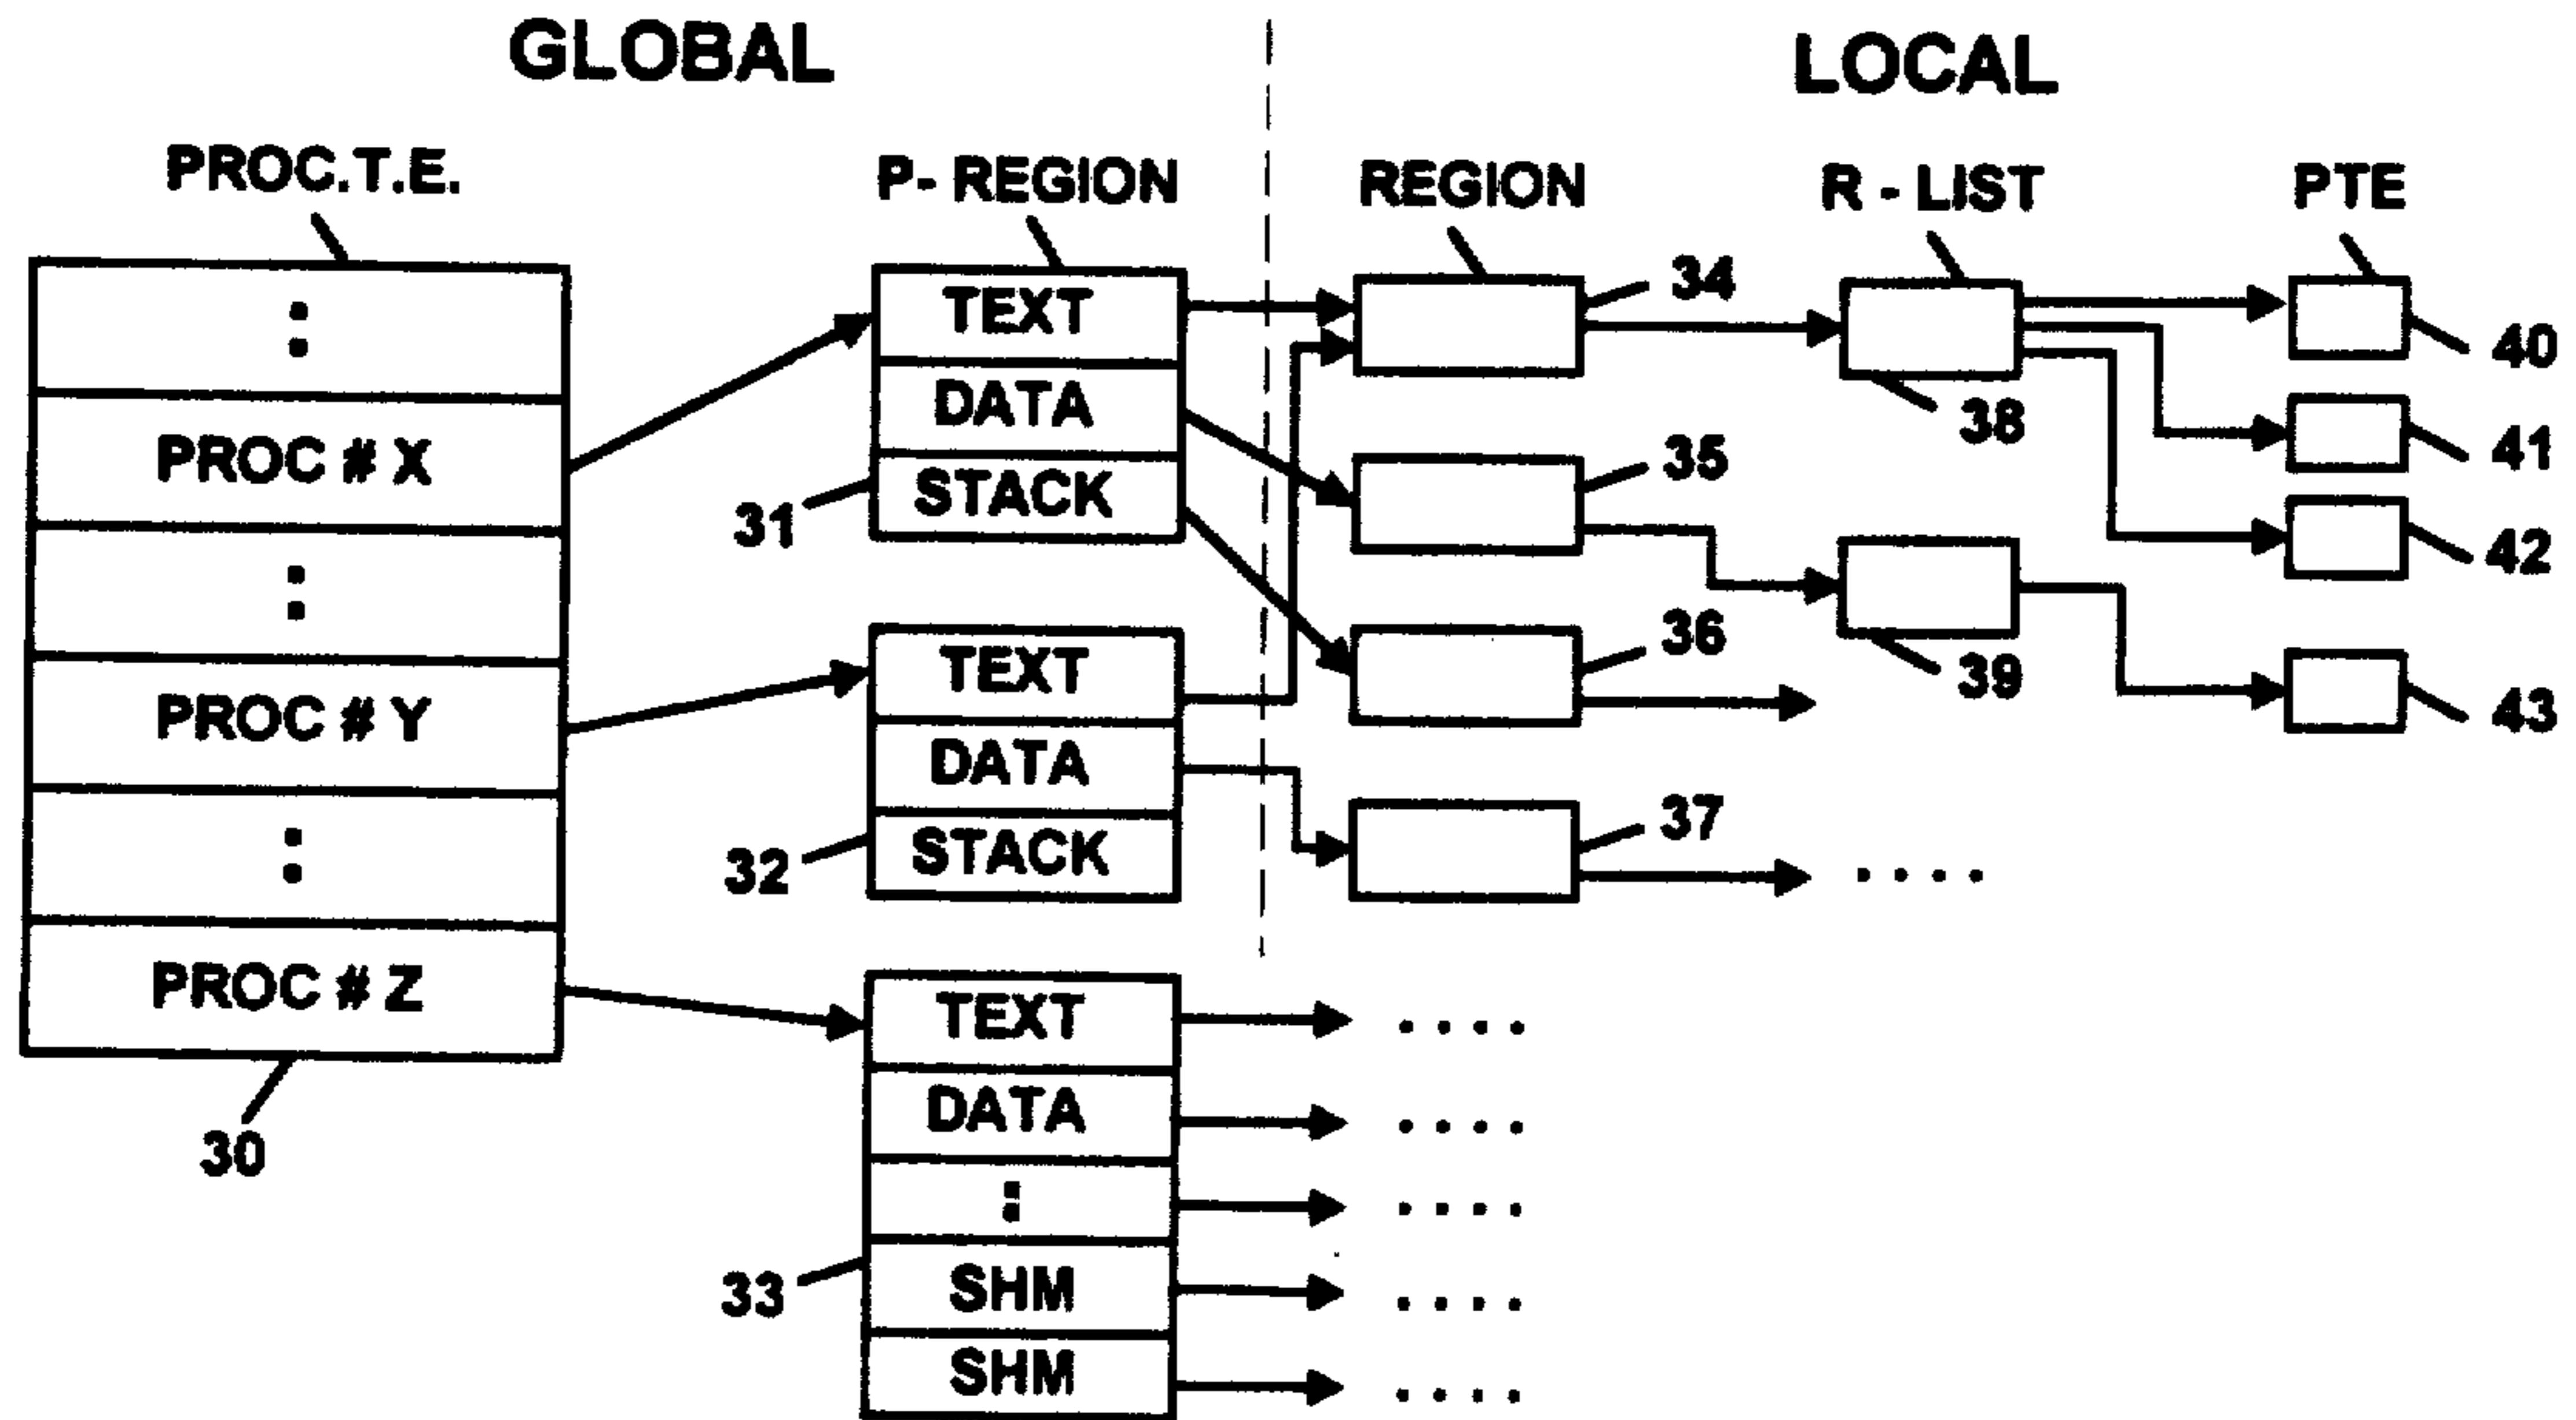 GLOBAL
LOCAL
PROC.T.E.
P- REGION
REGION
R - LIST
PTE
:
PROC # X
:
PROC # Y
:
PROC # Z
30
TEXT
DATA
STACK
31
TEXT
DATA
STACK
32
TEXT
DATA
:
SHM
SHM
33
34
35
36
37
. . . .
. . . .
. . . .
. . . .
. . . .
. . . .
38
39
40
41
42
43